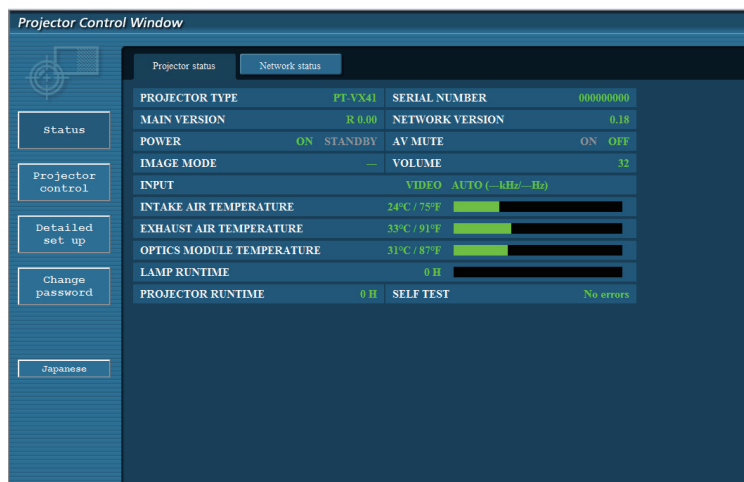 Projector Control Window
Projector status Network status
Status
Projector
control
Detailed
set up
Change
password
Japanese
PROJECTOR TYPE PT-VX41 SERIAL NUMBER 000000000
MAIN VERSION R 0.00 NETWORK VERSION 0.18
POWER ON STANDBY AV MUTE ON OFF
IMAGE MODE — VOLUME 32
INPUT VIDEO AUTO (—kHz/—Hz)
INTAKE AIR TEMPERATURE 24°C / 75°F
EXHAUST AIR TEMPERATURE 33°C / 91°F
OPTICS MODULE TEMPERATURE 31°C / 87°F
LAMP RUNTIME 0 H
PROJECTOR RUNTIME 0 H SELF TEST No errors